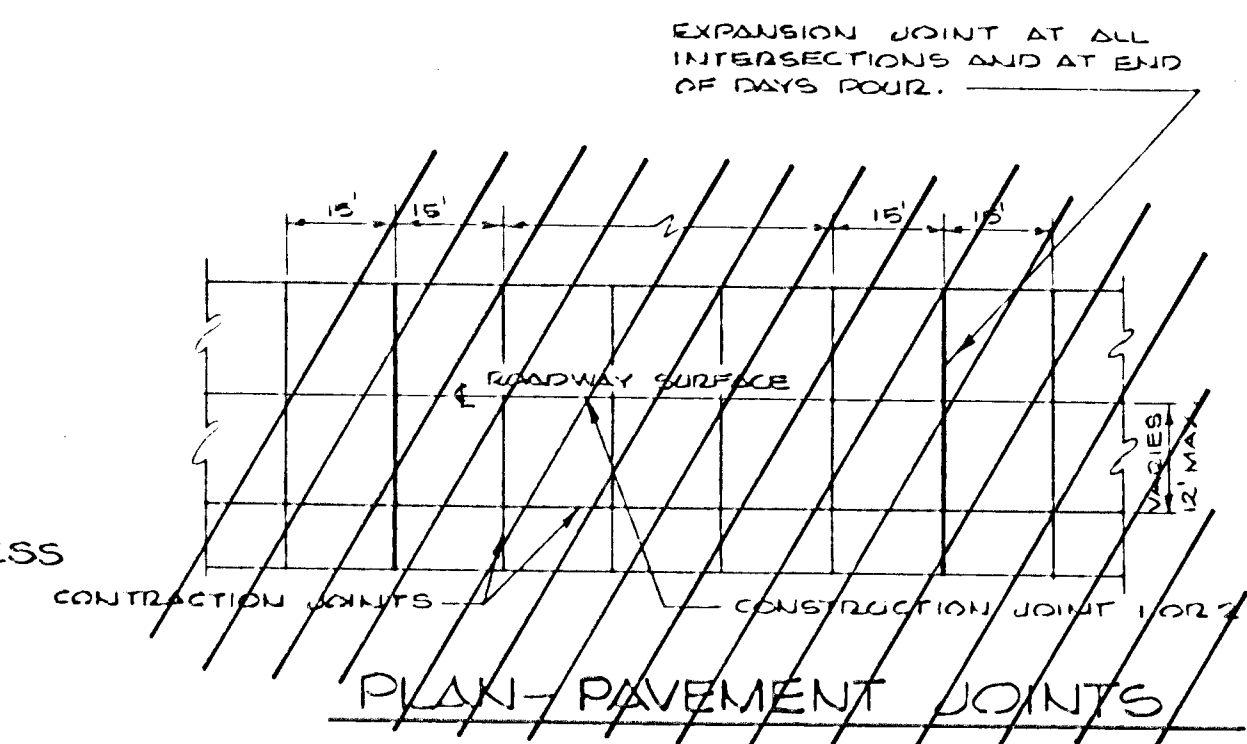 EXPANSION JOINT AT ALL
INTERSECTIONS AND AT END
OF DAYS POUR.
15' 15' 15' 15'
℄ ROADWAY SURFACE
VARIES
12' MAX.
ESS
CONTRACTION JOINTS
CONSTRUCTION JOINT 1 OR 2
PLAN - PAVEMENT JOINTS